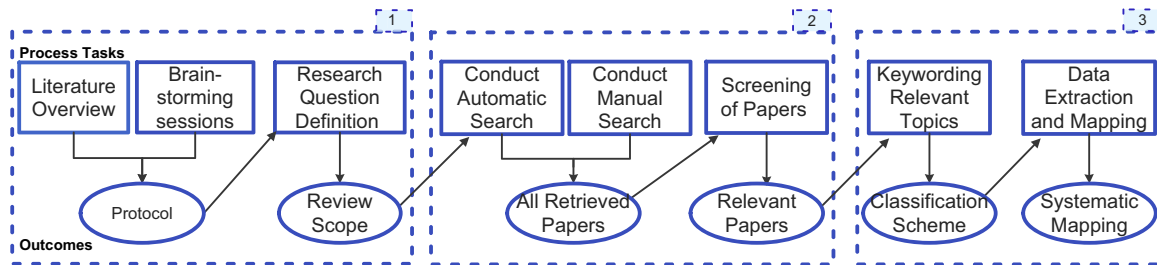 1
2
3
Process Tasks
Literature
Overview
Brain-
storming
sessions
Research
Question
Definition
Conduct
Automatic
Search
Conduct
Manual
Search
Screening
of Papers
Keywording
Relevant
Topics
Data
Extraction
and Mapping
Protocol
Review
Scope
All Retrieved
Papers
Relevant
Papers
Classification
Scheme
Systematic
Mapping
Outcomes